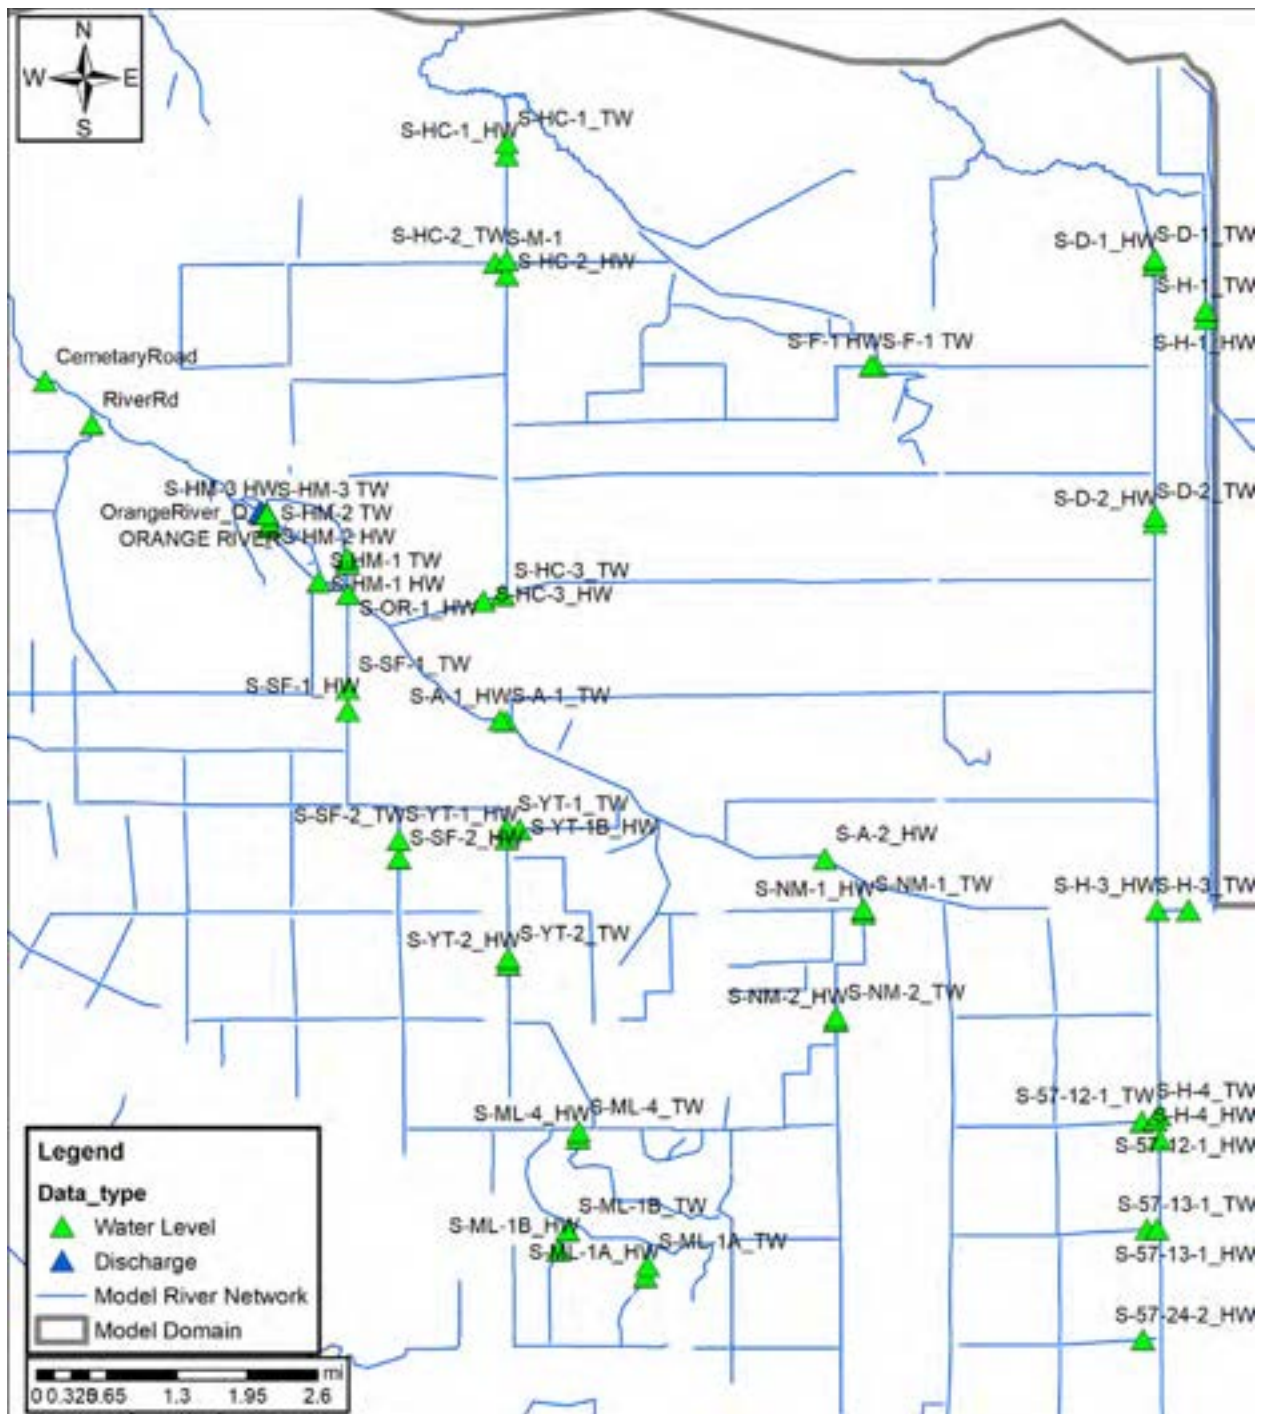 N
W E
S
S-HC-1_TW
S-HC-1_HW
S-HC-2_TW S-M-1
S-HC-2_HW
S-D-1_HW S-D-1_TW
S-H-1_TW
S-H-1_HW
S-F-1 HW S-F-1 TW
CemetaryRoad
RiverRd
S-HM-3 HW S-HM-3 TW
OrangeRiver_Q S-HM-2 TW
ORANGE RIVER S-HM-2 HW
S-HM-1 TW
S-HM-1 HW
S-OR-1_HW
S-D-2_HW S-D-2_TW
S-HC-3_TW
S-HC-3_HW
S-SF-1_TW
S-SF-1_HW
S-A-1_HW S-A-1_TW
S-SF-2_TW S-YT-1_HW S-YT-1_TW
S-SF-2_HW S-YT-1B_HW
S-A-2_HW
S-NM-1_HW S-NM-1_TW
S-H-3_HW S-H-3_TW
S-YT-2_HW S-YT-2_TW
S-NM-2_HW S-NM-2_TW
S-57-12-1_TW S-H-4_TW
S-H-4_HW
S-57-12-1_HW
S-ML-4_HW S-ML-4_TW
S-ML-1B_TW
S-ML-1B_HW
S-ML-1A_HW S-ML-1A_TW
S-57-13-1_TW
S-57-13-1_HW
S-57-24-2_HW
Legend
Data_type
Water Level
Discharge
Model River Network
Model Domain
mi
0 0.325 0.65 1.3 1.95 2.6